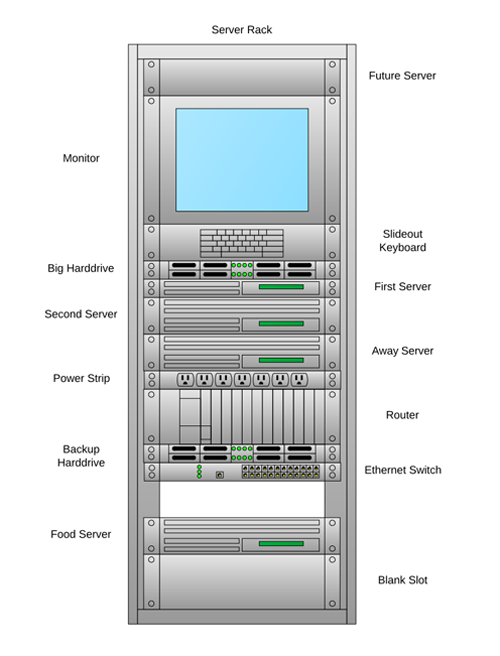 Server Rack
Future Server
Monitor
Slideout
Keyboard
Big Harddrive
First Server
Second Server
Away Server
Power Strip
Router
Backup
Harddrive
Ethernet Switch
Food Server
Blank Slot